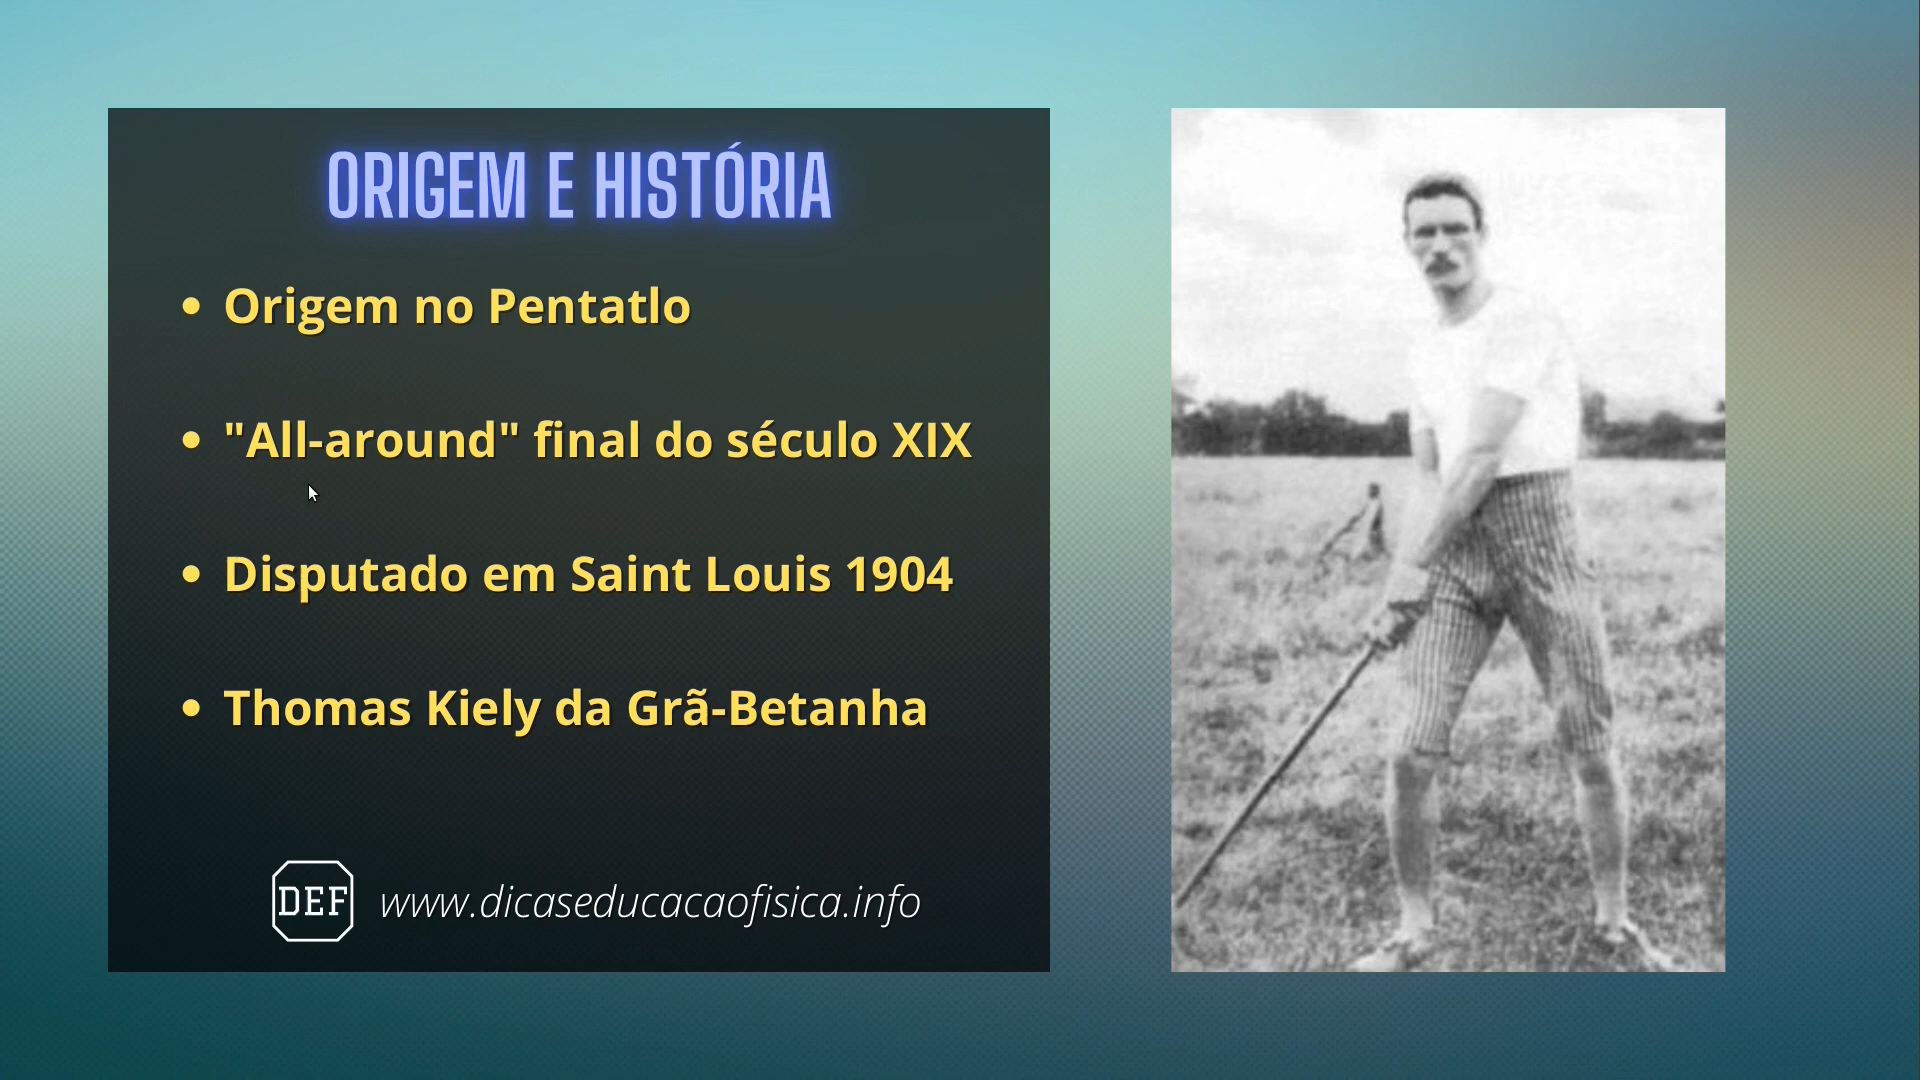 ORIGEM E HISTÓRIA
• Origem no Pentatlo
• "All-around" final do século XIX
• Disputado em Saint Louis 1904
• Thomas Kiely da Grã-Betanha
DEF www.dicaseducacaofisica.info